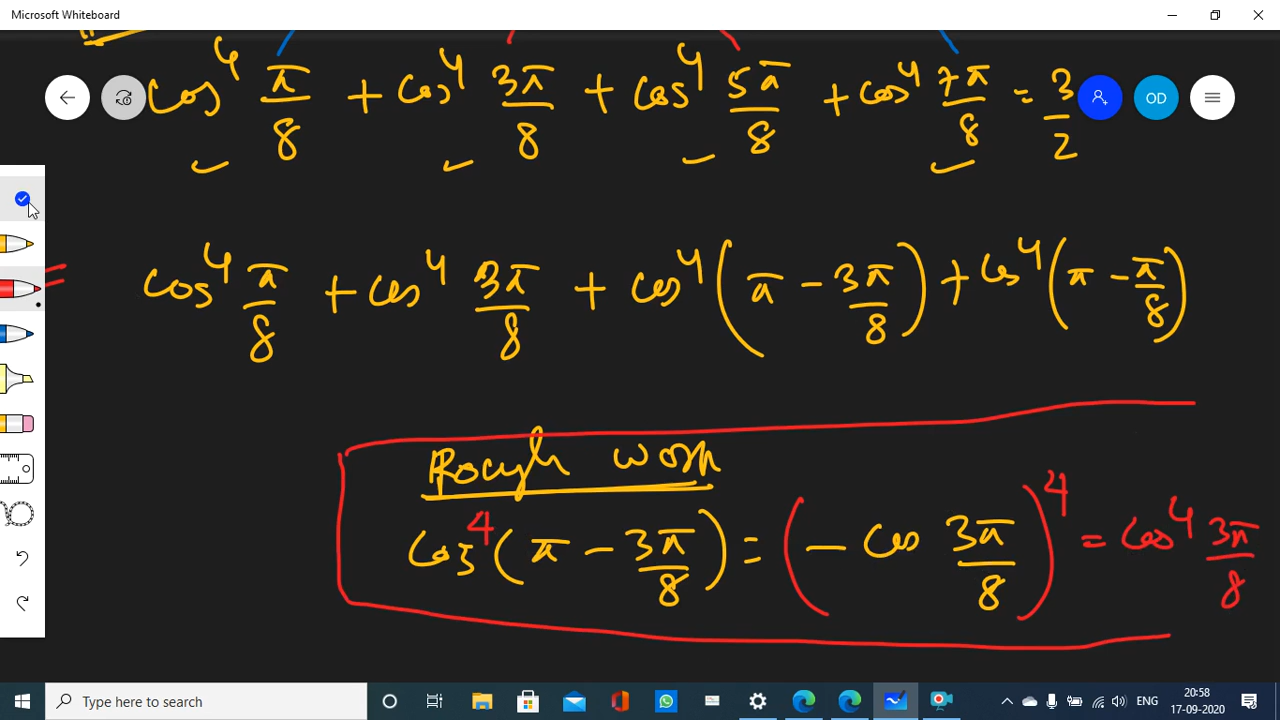 Microsoft Whiteboard
cos⁴ π/8 + cos⁴ 3π/8 + cos⁴ 5π/8 + cos⁴ 7π/8 = 3/2
OD
= cos⁴ π/8 + cos⁴ 3π/8 + cos⁴ (π − 3π/8) + cos⁴ (π − π/8)
Rough work
cos⁴ (π − 3π/8) = (− cos 3π/8)⁴ = cos⁴ 3π/8
Type here to search
ENG
20:58
17-09-2020